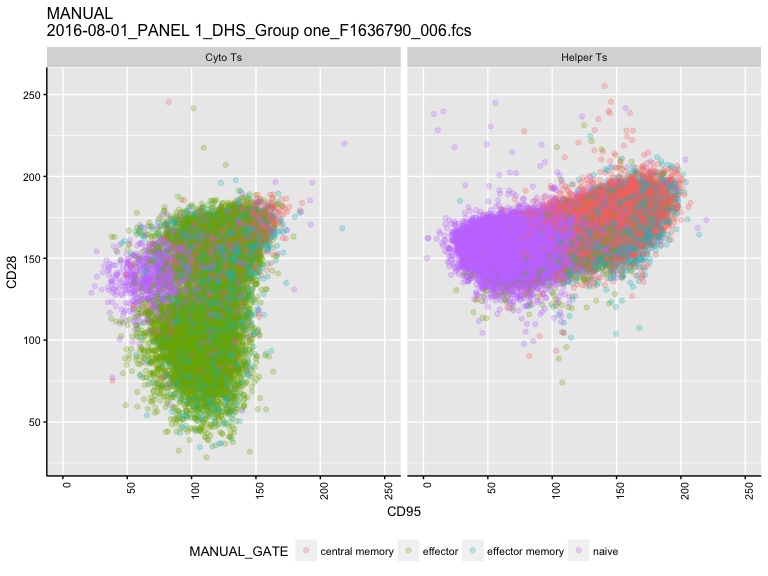 MANUAL
2016-08-01_PANEL 1_DHS_Group one_F1636790_006.fcs
Cyto Ts
Helper Ts
250
200
150
100
50
CD28
0 50 100 150 200 250
0 50 100 150 200 250
CD95
MANUAL_GATE central memory effector effector memory naive